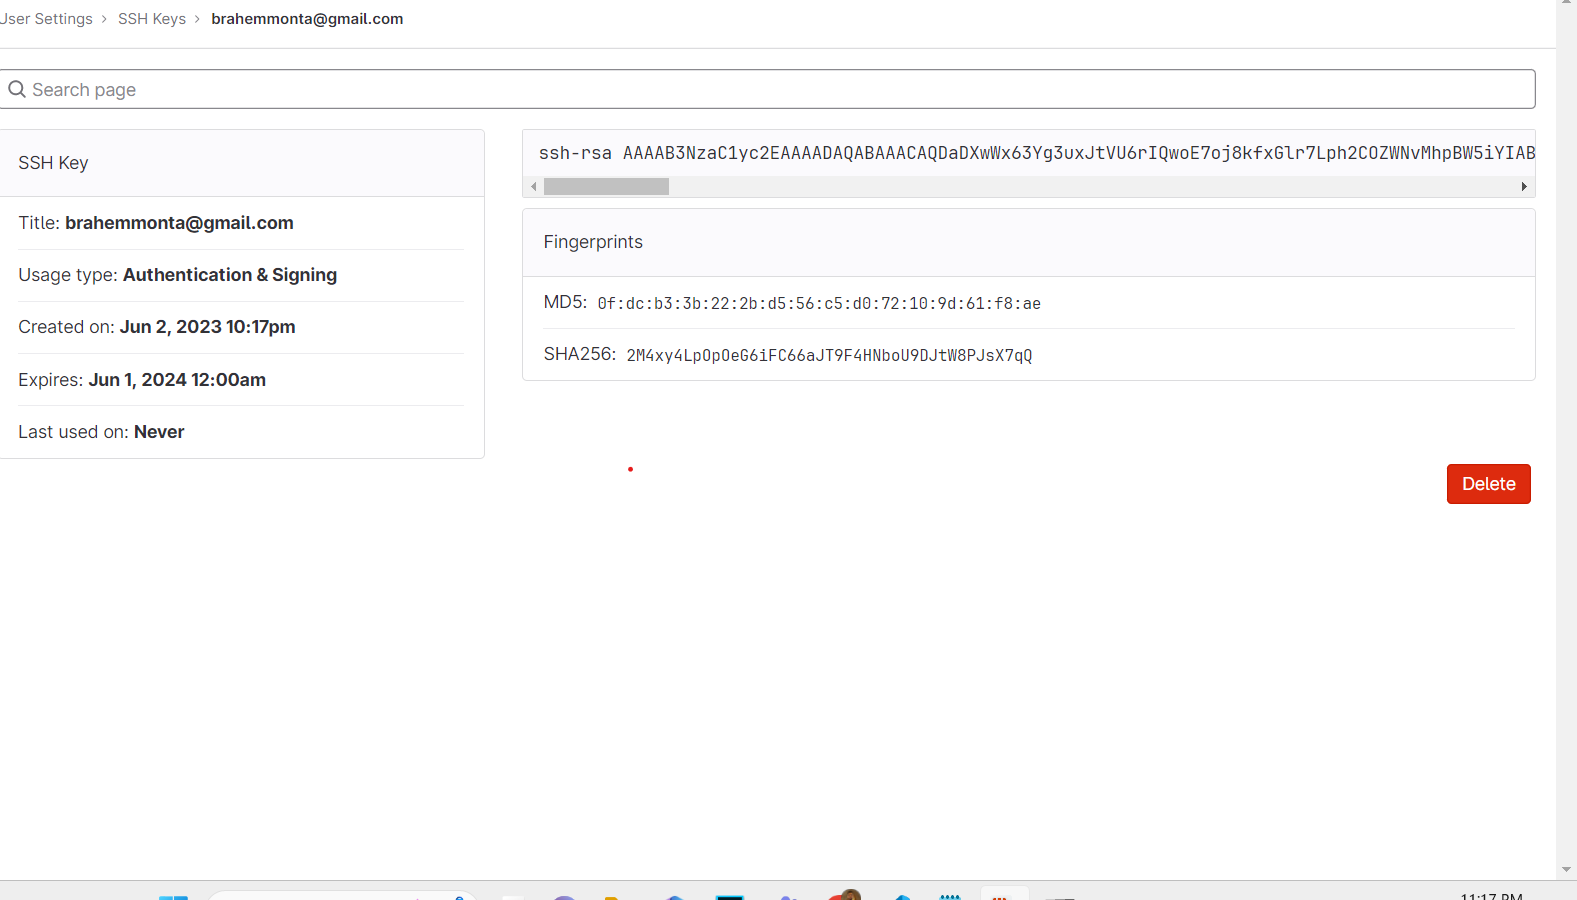 User Settings > SSH Keys > brahemmonta@gmail.com
Search page
SSH Key
Title: brahemmonta@gmail.com
Usage type: Authentication & Signing
Created on: Jun 2, 2023 10:17pm
Expires: Jun 1, 2024 12:00am
Last used on: Never
ssh-rsa AAAAB3NzaC1yc2EAAAADAQABAAACAQDaDXwWx63Yg3uxJtVU6rIQwoE7oj8kfxGlr7Lph2COZWNvMhpBW5iYIAB
Fingerprints
MD5: 0f:dc:b3:3b:22:2b:d5:56:c5:d0:72:10:9d:61:f8:ae
SHA256: 2M4xy4LpOpOeG6iFC66aJT9F4HNboU9DJtW8PJsX7qQ
Delete
11:17 PM